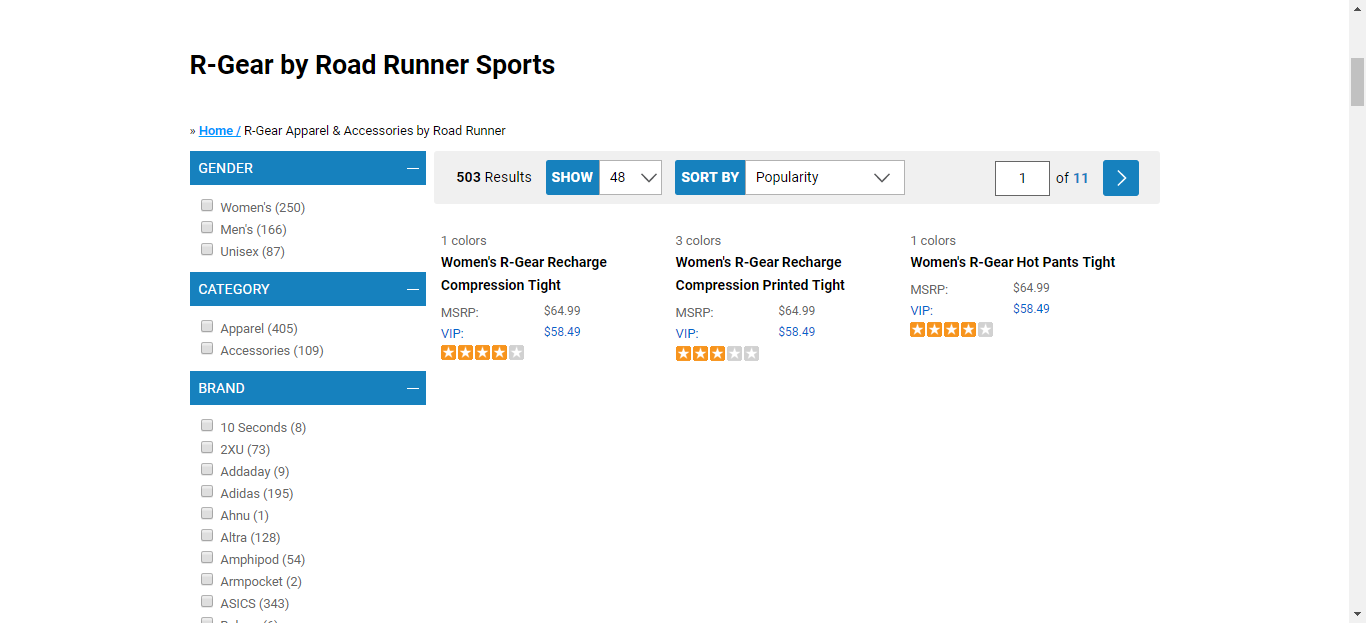 R-Gear by Road Runner Sports
» Home / R-Gear Apparel & Accessories by Road Runner
GENDER
Women's (250)
Men's (166)
Unisex (87)
CATEGORY
Apparel (405)
Accessories (109)
BRAND
10 Seconds (8)
2XU (73)
Addaday (9)
Adidas (195)
Ahnu (1)
Altra (128)
Amphipod (54)
Armpocket (2)
ASICS (343)
503 Results SHOW 48 SORT BY Popularity 1 of 11
1 colors
Women's R-Gear Recharge
Compression Tight
MSRP: $64.99
VIP: $58.49
3 colors
Women's R-Gear Recharge
Compression Printed Tight
MSRP: $64.99
VIP: $58.49
1 colors
Women's R-Gear Hot Pants Tight
MSRP: $64.99
VIP: $58.49